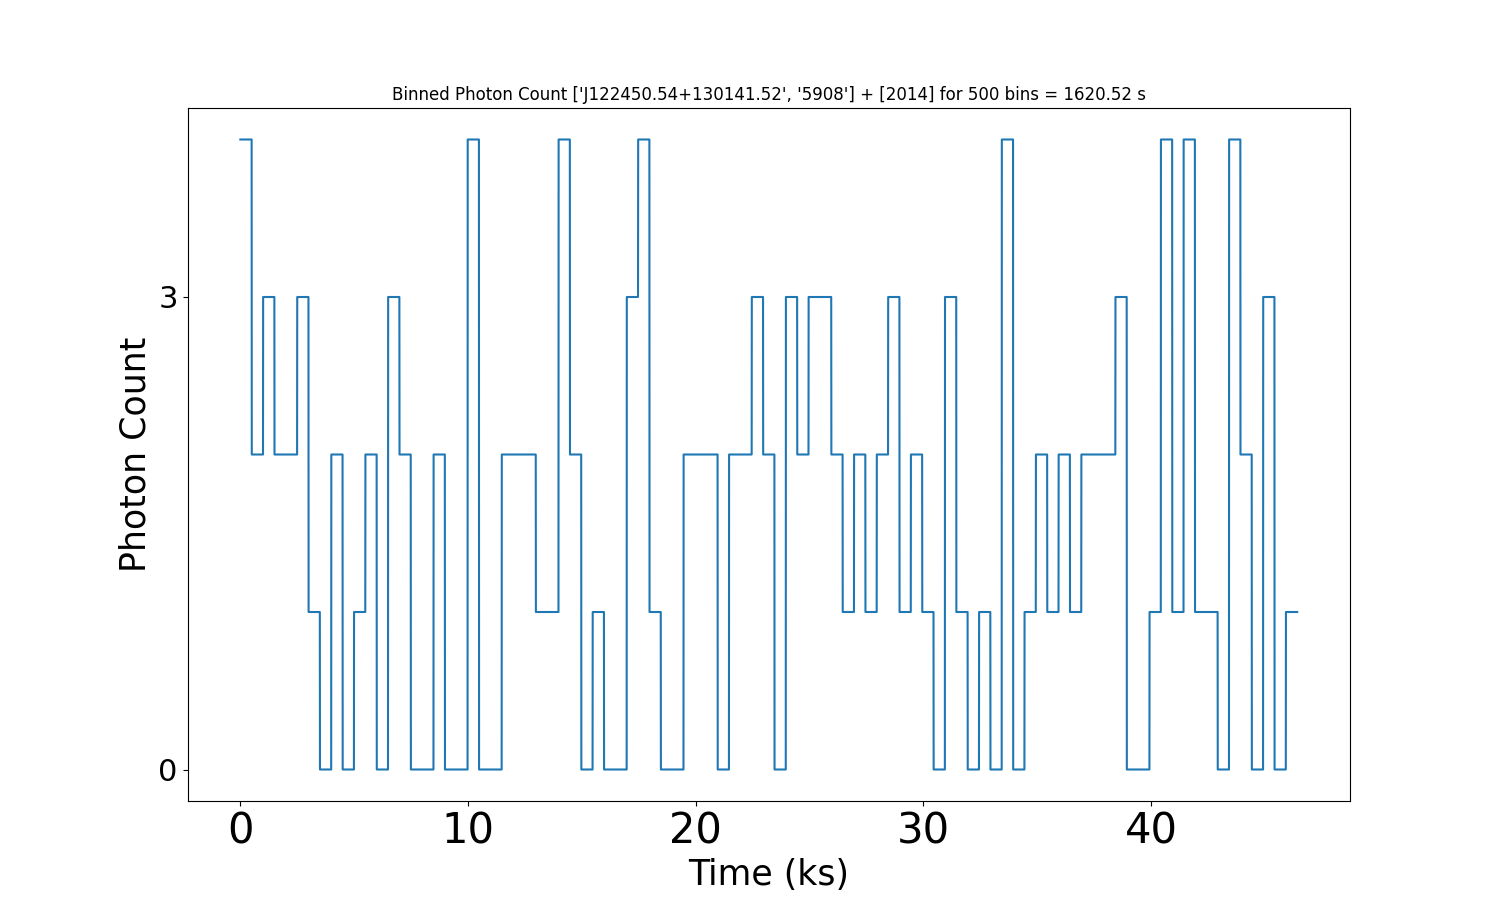 Binned Photon Count ['J122450.54+130141.52', '5908'] + [2014] for 500 bins = 1620.52 s
Photon Count
3
0
0 10 20 30 40
Time (ks)